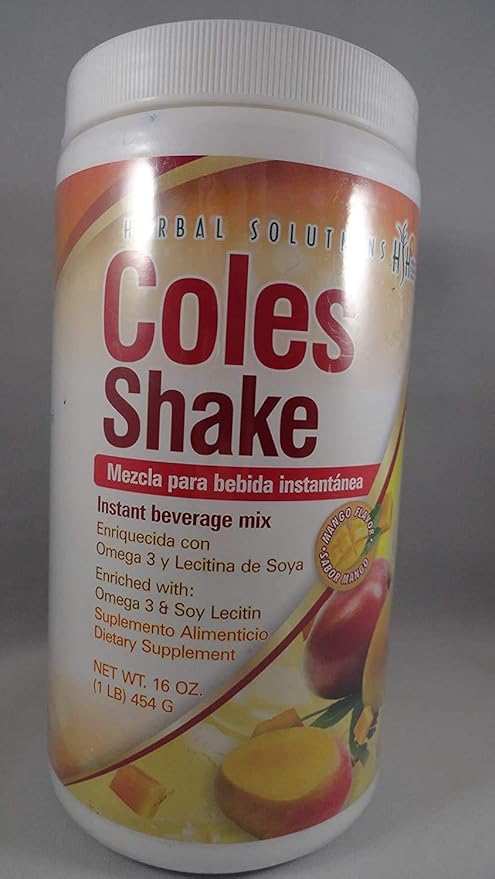 HERBAL SOLUTIONS
Coles
Shake
Mezcla para bebida instantánea
Instant beverage mix
Enriquecida con
Omega 3 y Lecitina de Soya
Enriched with:
Omega 3 & Soy Lecitin
Suplemento Alimenticio
Dietary Supplement
NET WT. 16 OZ.
(1 LB) 454 G
• MANGO FLAVOR •
SABOR MANGO